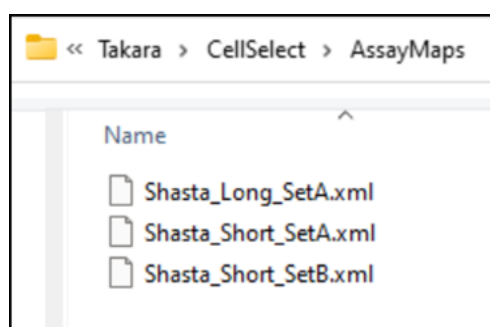 « Takara > CellSelect > AssayMaps
Name
Shasta_Long_SetA.xml
Shasta_Short_SetA.xml
Shasta_Short_SetB.xml